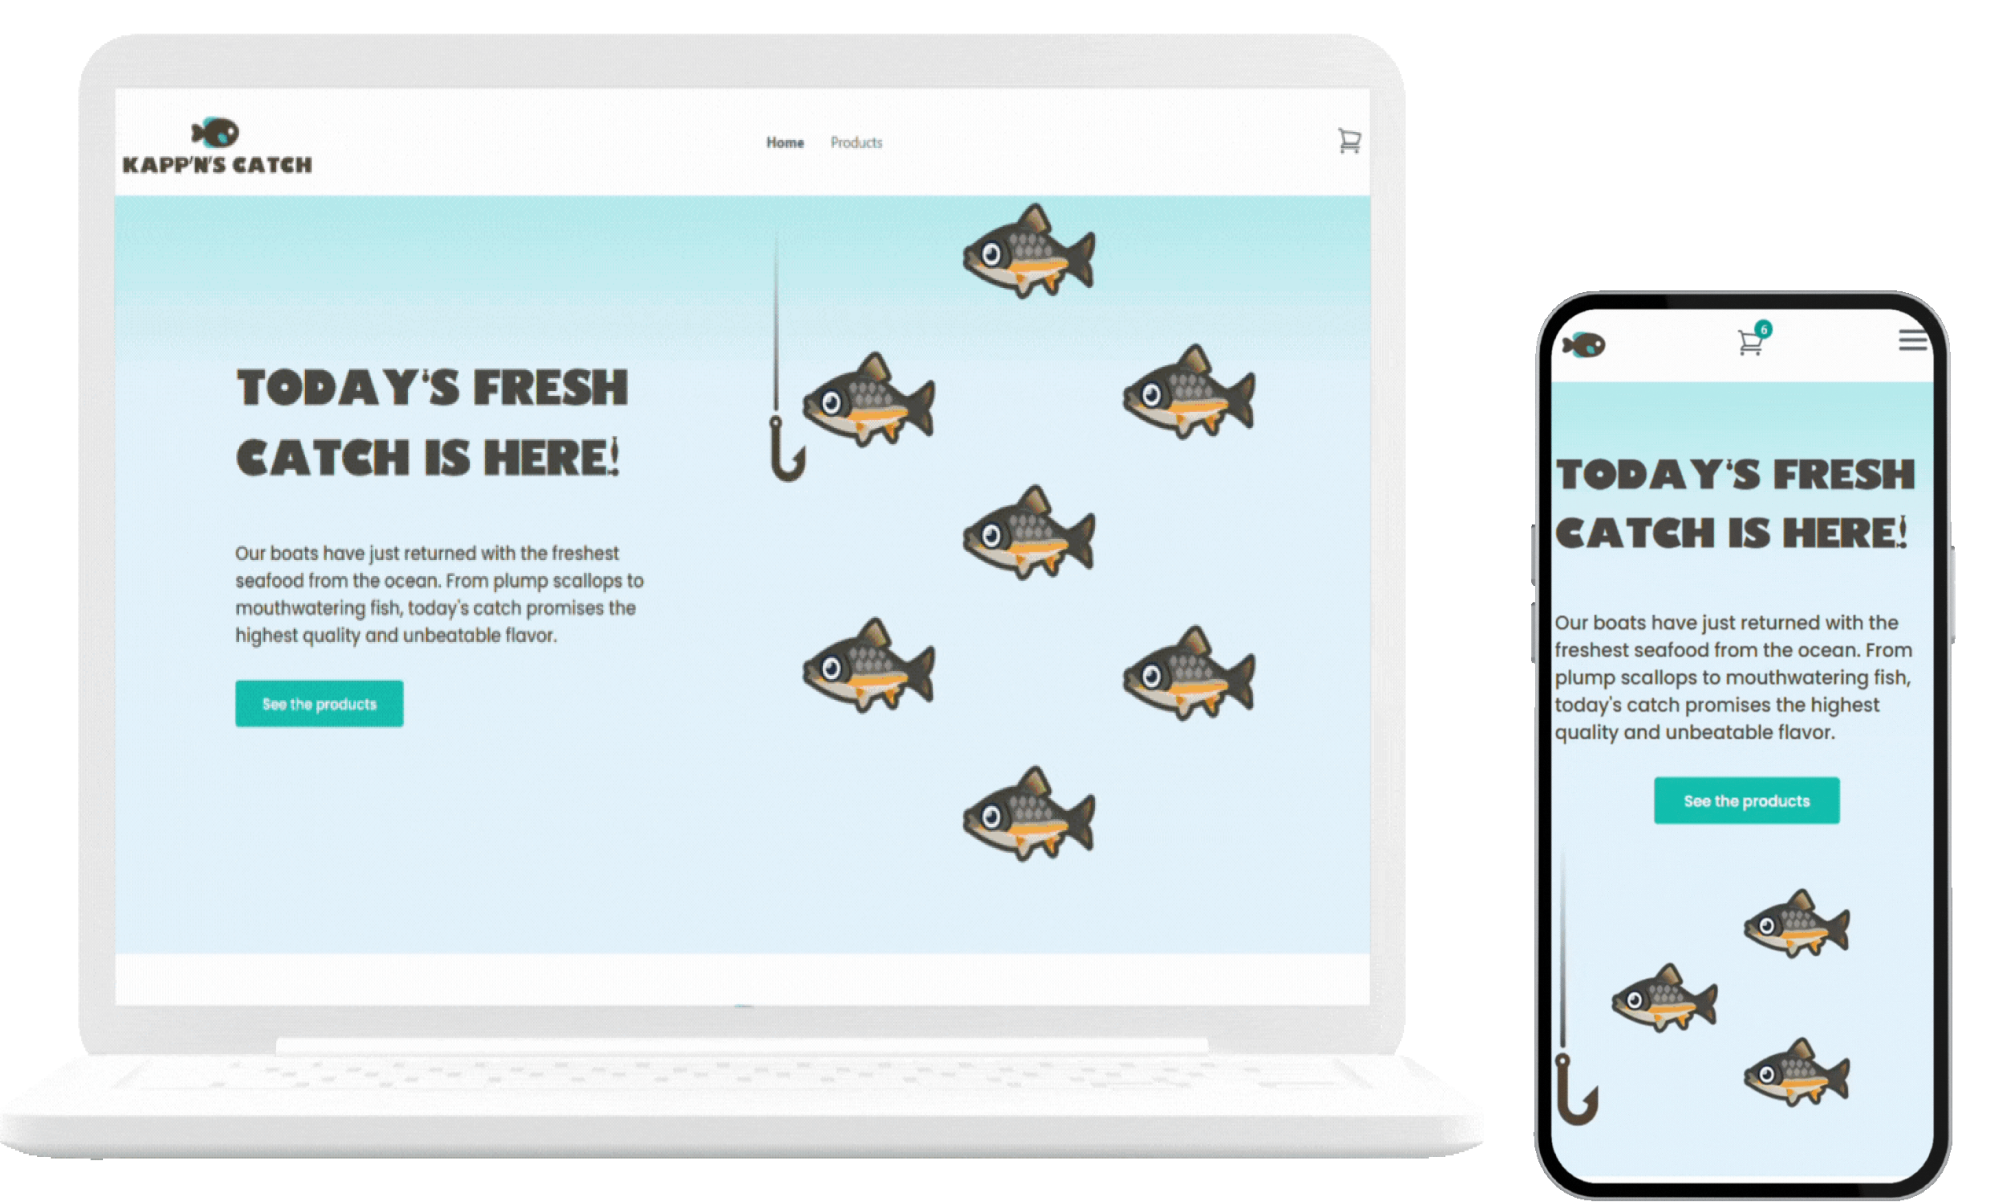 KAPP'N'S CATCH
Home Products
TODAY'S FRESH
CATCH IS HERE!
Our boats have just returned with the freshest
seafood from the ocean. From plump scallops to
mouthwatering fish, today's catch promises the
highest quality and unbeatable flavor.
See the products
6
TODAY'S FRESH
CATCH IS HERE!
Our boats have just returned with the
freshest seafood from the ocean. From
plump scallops to mouthwatering fish,
today's catch promises the highest
quality and unbeatable flavor.
See the products